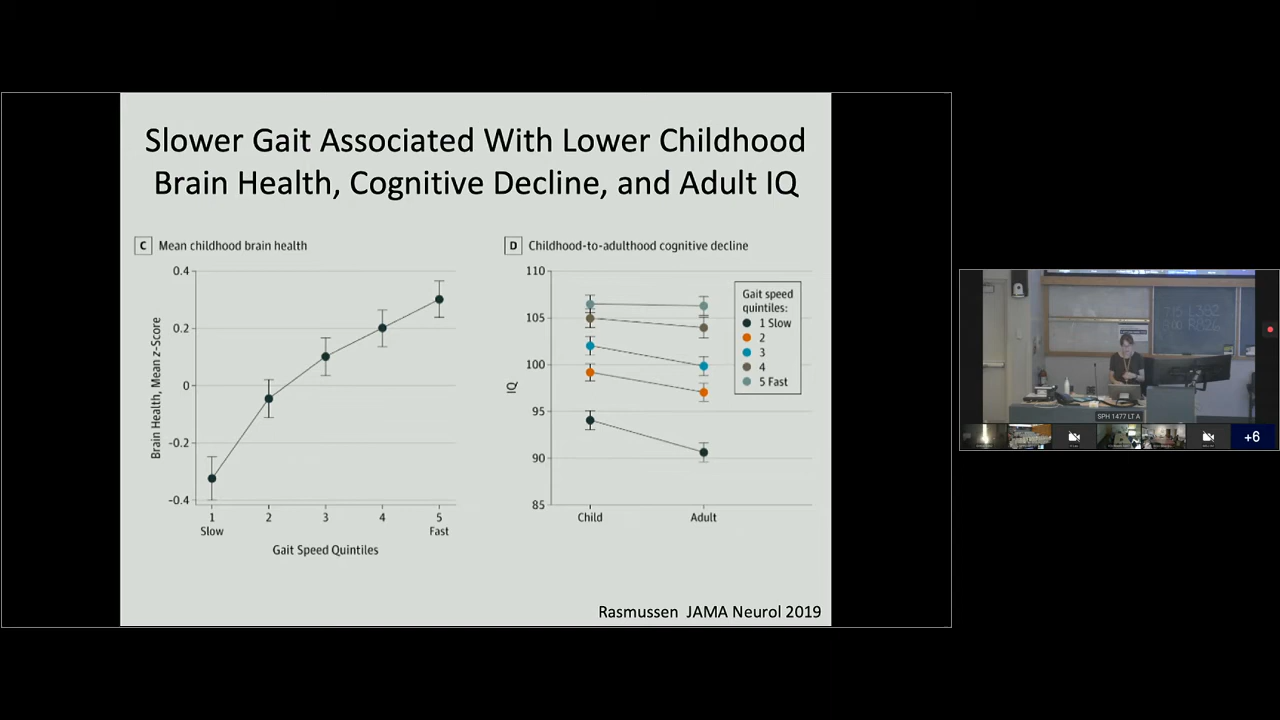 Slower Gait Associated With Lower Childhood
Brain Health, Cognitive Decline, and Adult IQ
C Mean childhood brain health
Brain Health, Mean z-Score
0.4
0.2
0
-0.2
-0.4
1 2 3 4 5
Slow Fast
Gait Speed Quintiles
D Childhood-to-adulthood cognitive decline
IQ
110
105
100
95
90
85
Child Adult
Gait speed
quintiles:
1 Slow
2
3
4
5 Fast
Rasmussen JAMA Neurol 2019
SPH 1477 LT A
+6